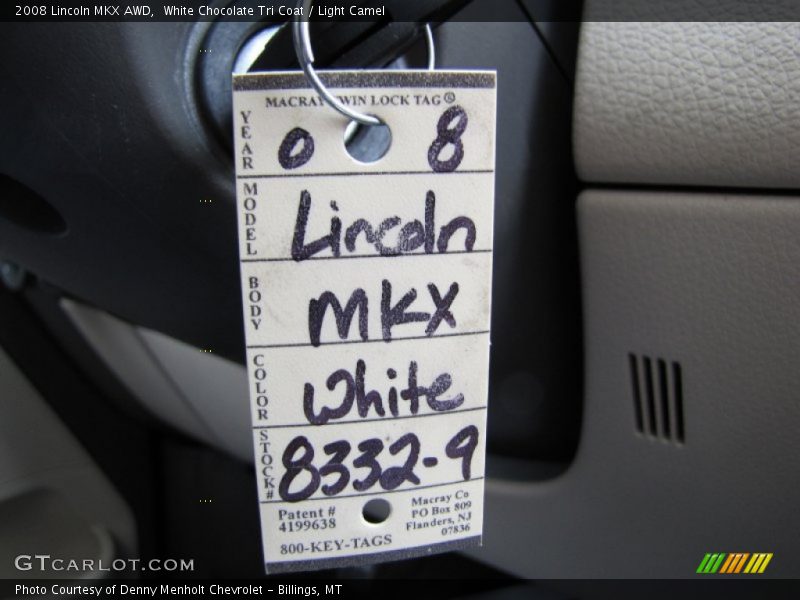 2008 Lincoln MKX AWD, White Chocolate Tri Coat / Light Camel
MACRAY TWIN LOCK TAG®
YEAR 0 8
MODEL Lincoln
BODY MKX
COLOR White
STOCK# 8332-9
Patent #
4199638
Macray Co
PO Box 809
Flanders, NJ
07836
800-KEY-TAGS
GTCARLOT.COM
Photo Courtesy of Denny Menholt Chevrolet - Billings, MT